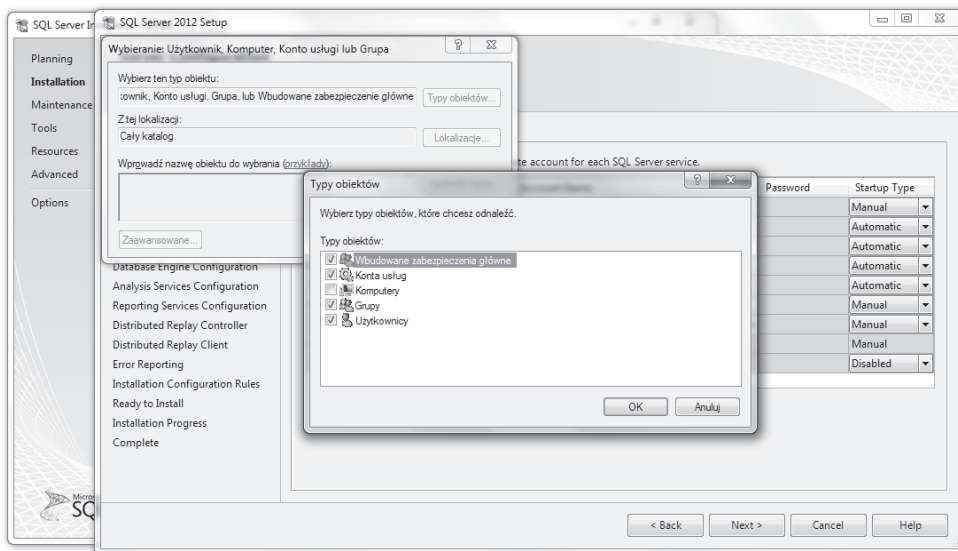 SQL Server In
SQL Server 2012 Setup
Planning
Installation
Maintenance
Tools
Resources
Advanced
Options
Wybieranie: Użytkownik, Komputer, Konto usługi lub Grupa
Wybierz ten typ obiektu:
ownik, Konto usługi, Grupa, lub Wbudowane zabezpieczenie główne
Typy obiektów...
Z tej lokalizacji:
Cały katalog
Lokalizacje...
Wprowadź nazwę obiektu do wybrania (przykłady):
Zaawansowane...
te account for each SQL Server service.
Account Name
Password
Startup Type
Manual
Automatic
Automatic
Automatic
Automatic
Manual
Manual
Manual
Disabled
Typy obiektów
Wybierz typy obiektów, które chcesz odnaleźć.
Typy obiektów:
Wbudowane zabezpieczenia główne
Konta usług
Komputery
Grupy
Użytkownicy
OK
Anuluj
Database Engine Configuration
Analysis Services Configuration
Reporting Services Configuration
Distributed Replay Controller
Distributed Replay Client
Error Reporting
Installation Configuration Rules
Ready to Install
Installation Progress
Complete
Micros
SQ
< Back
Next >
Cancel
Help